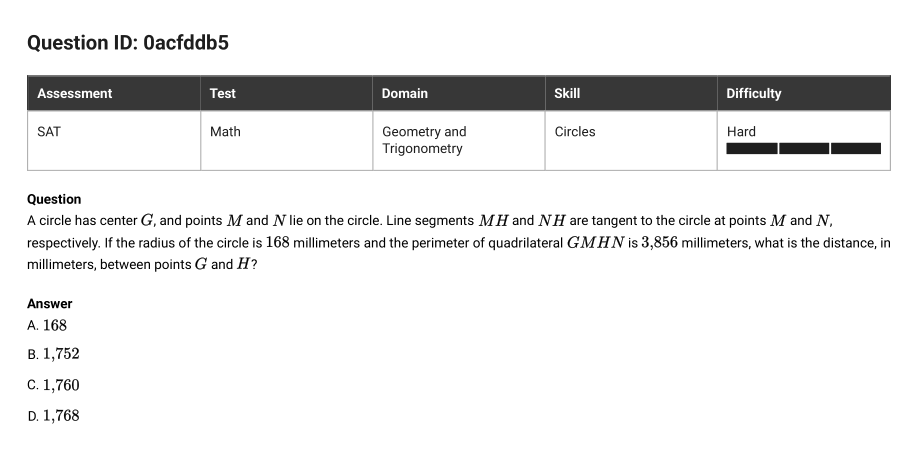 Question ID: 0acfddb5
Assessment Test Domain Skill Difficulty
SAT Math Geometry and Circles Hard
Trigonometry
Question
A circle has center G, and points M and N lie on the circle. Line segments MH and NH are tangent to the circle at points M and N,
respectively. If the radius of the circle is 168 millimeters and the perimeter of quadrilateral GMHN is 3,856 millimeters, what is the distance, in
millimeters, between points G and H?
Answer
A. 168
B. 1,752
C. 1,760
D. 1,768